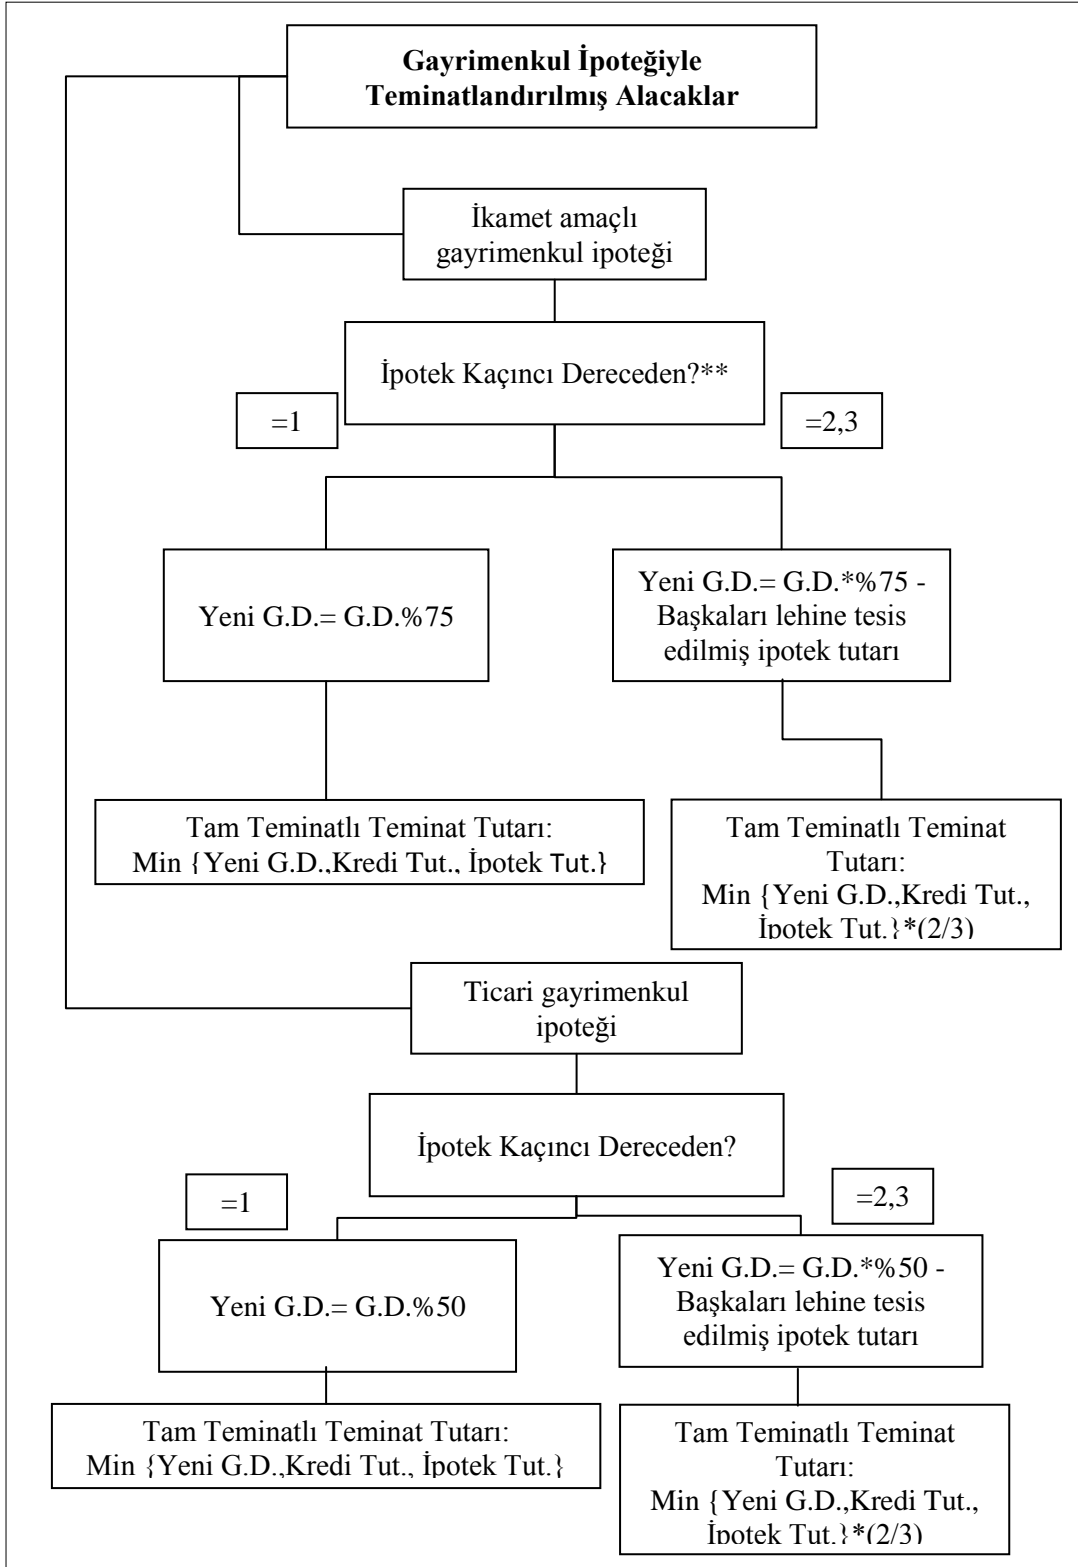 Gayrimenkul İpoteğiyle
Teminatlandırılmış Alacaklar
İkamet amaçlı
gayrimenkul ipoteği
İpotek Kaçıncı Dereceden?**
=1
=2,3
Yeni G.D.= G.D.%75
Yeni G.D.= G.D.*%75 -
Başkaları lehine tesis
edilmiş ipotek tutarı
Tam Teminatlı Teminat Tutarı:
Min {Yeni G.D.,Kredi Tut., İpotek Tut.}
Tam Teminatlı Teminat
Tutarı:
Min {Yeni G.D.,Kredi Tut.,
İpotek Tut.}*(2/3)
Ticari gayrimenkul
ipoteği
İpotek Kaçıncı Dereceden?
=1
=2,3
Yeni G.D.= G.D.%50
Yeni G.D.= G.D.*%50 -
Başkaları lehine tesis
edilmiş ipotek tutarı
Tam Teminatlı Teminat Tutarı:
Min {Yeni G.D.,Kredi Tut., İpotek Tut.}
Tam Teminatlı Teminat
Tutarı:
Min {Yeni G.D.,Kredi Tut.,
İpotek Tut.}*(2/3)